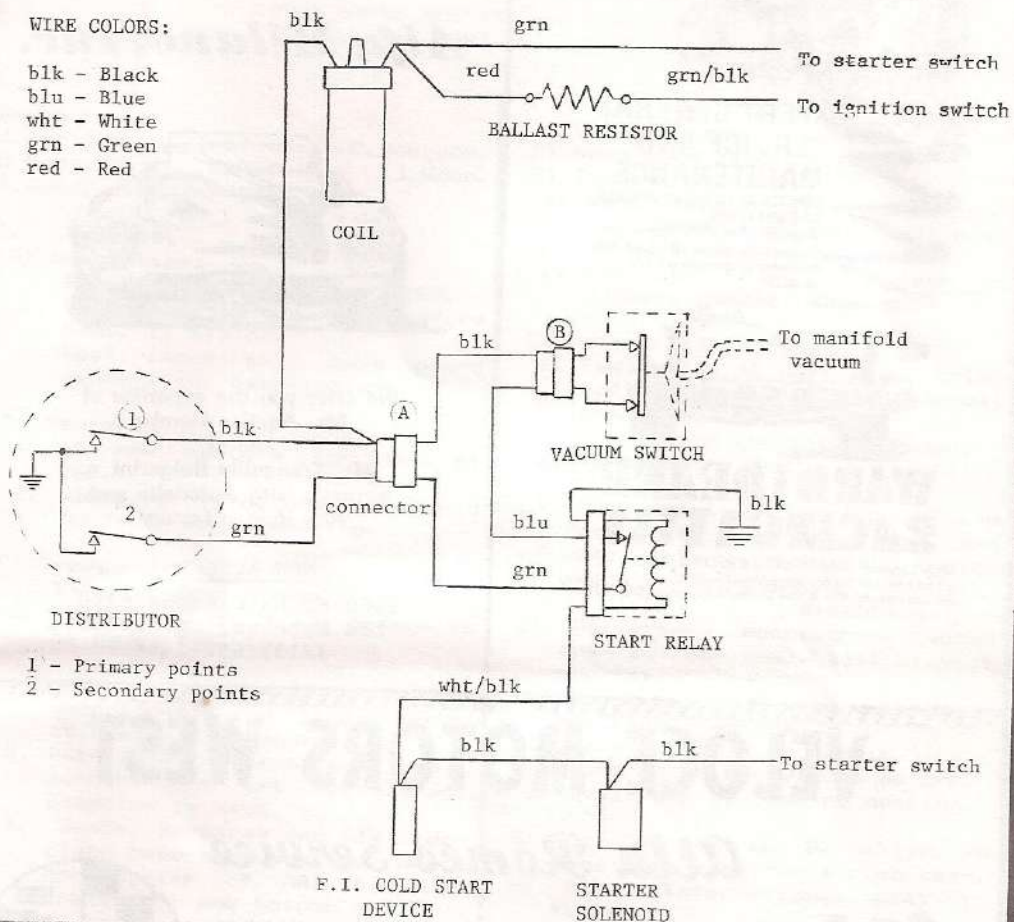 WIRE COLORS:
blk - Black
blu - Blue
wht - White
grn - Green
red - Red
blk
grn
To starter switch
red
grn/blk
To ignition switch
BALLAST RESISTOR
COIL
blk
B
To manifold
vacuum
VACUUM SWITCH
1
blk
A
connector
2
grn
blu
grn
blk
START RELAY
DISTRIBUTOR
1 - Primary points
2 - Secondary points
wht/blk
blk
blk
To starter switch
F.I. COLD START
DEVICE
STARTER
SOLENOID